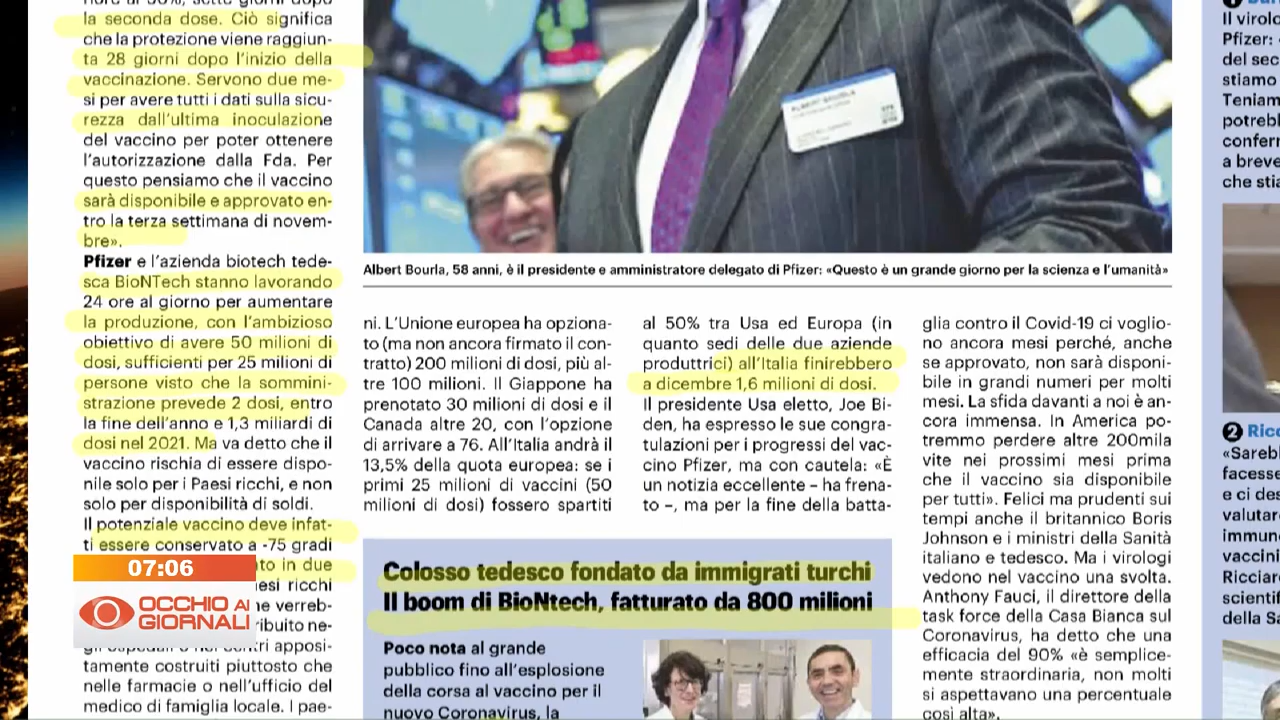 la seconda dose. Ciò significa
che la protezione viene raggiun-
ta 28 giorni dopo l'inizio della
vaccinazione. Servono due me-
si per avere tutti i dati sulla sicu-
rezza dall'ultima inoculazione
del vaccino per poter ottenere
l'autorizzazione dalla Fda. Per
questo pensiamo che il vaccino
sarà disponibile e approvato en-
tro la terza settimana di novem-
bre».
Pfizer e l'azienda biotech tede-
sca BioNTech stanno lavorando
24 ore al giorno per aumentare
la produzione, con l'ambizioso
obiettivo di avere 50 milioni di
dosi, sufficienti per 25 milioni di
persone visto che la sommini-
strazione prevede 2 dosi, entro
la fine dell'anno e 1,3 miliardi di
dosi nel 2021. Ma va detto che il
vaccino rischia di essere dispo-
nile solo per i Paesi ricchi, e non
solo per disponibilità di soldi.
Il potenziale vaccino deve infat-
ti essere conservato a -75 gradi
in due
ricchi
verreb-
ne-
apposi-
tamente costruiti piuttosto che
nelle farmacie o nell'ufficio del
medico di famiglia locale. I pae-
07:06
OCCHIO AI
GIORNALI
Albert Bourla, 58 anni, è il presidente e amministratore delegato di Pfizer: «Questo è un grande giorno per la scienza e l'umanità»
ni. L'Unione europea ha opziona-
to (ma non ancora firmato il con-
tratto) 200 milioni di dosi, più al-
tre 100 milioni. Il Giappone ha
prenotato 30 milioni di dosi e il
Canada altre 20, con l'opzione
di arrivare a 76. All'Italia andrà il
13,5% della quota europea: se i
primi 25 milioni di vaccini (50
milioni di dosi) fossero spartiti
al 50% tra Usa ed Europa (in
quanto sedi delle due aziende
produttrici) all'Italia finirebbero
a dicembre 1,6 milioni di dosi.
Il presidente Usa eletto, Joe Bi-
den, ha espresso le sue congra-
tulazioni per i progressi del vac-
cino Pfizer, ma con cautela: «È
un notizia eccellente – ha frena-
to –, ma per la fine della batta-
glia contro il Covid-19 ci voglio-
no ancora mesi perché, anche
se approvato, non sarà disponi-
bile in grandi numeri per molti
mesi. La sfida davanti a noi è an-
cora immensa. In America po-
tremmo perdere altre 200mila
vite nei prossimi mesi prima
che il vaccino sia disponibile
per tutti». Felici ma prudenti sui
tempi anche il britannico Boris
Johnson e i ministri della Sanità
italiano e tedesco. Ma i virologi
vedono nel vaccino una svolta.
Anthony Fauci, il direttore della
task force della Casa Bianca sul
Coronavirus, ha detto che una
efficacia del 90% «è semplice-
mente straordinaria, non molti
si aspettavano una percentuale
così alta».
Colosso tedesco fondato da immigrati turchi
Il boom di BioNtech, fatturato da 800 milioni
Poco nota al grande
pubblico fino all'esplosione
della corsa al vaccino per il
nuovo Coronavirus, la
Il
Pfizer:
del
stiamo
a breve
che
2
«
e ci
della